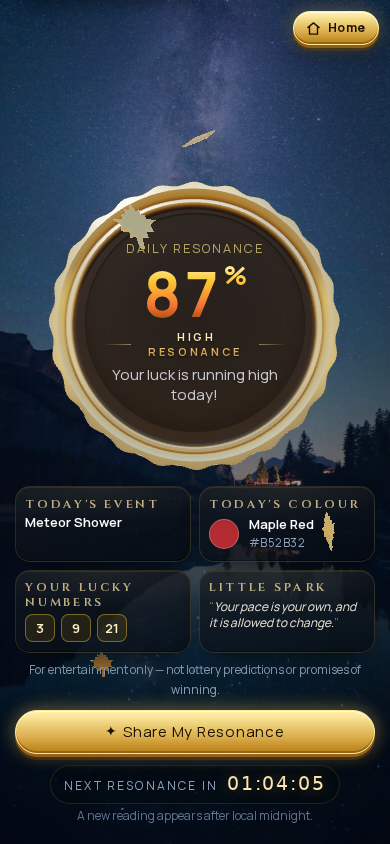 Home
DAILY RESONANCE
87%
HIGH
RESONANCE
Your luck is running high
today!
TODAY'S EVENT
Meteor Shower
TODAY'S COLOUR
Maple Red
#B52B32
YOUR LUCKY
NUMBERS
3 9 21
LITTLE SPARK
"Your pace is your own, and
it is allowed to change."
For entertainment only — not lottery predictions or promises of
winning.
✦ Share My Resonance
NEXT RESONANCE IN 01:04:05
A new reading appears after local midnight.